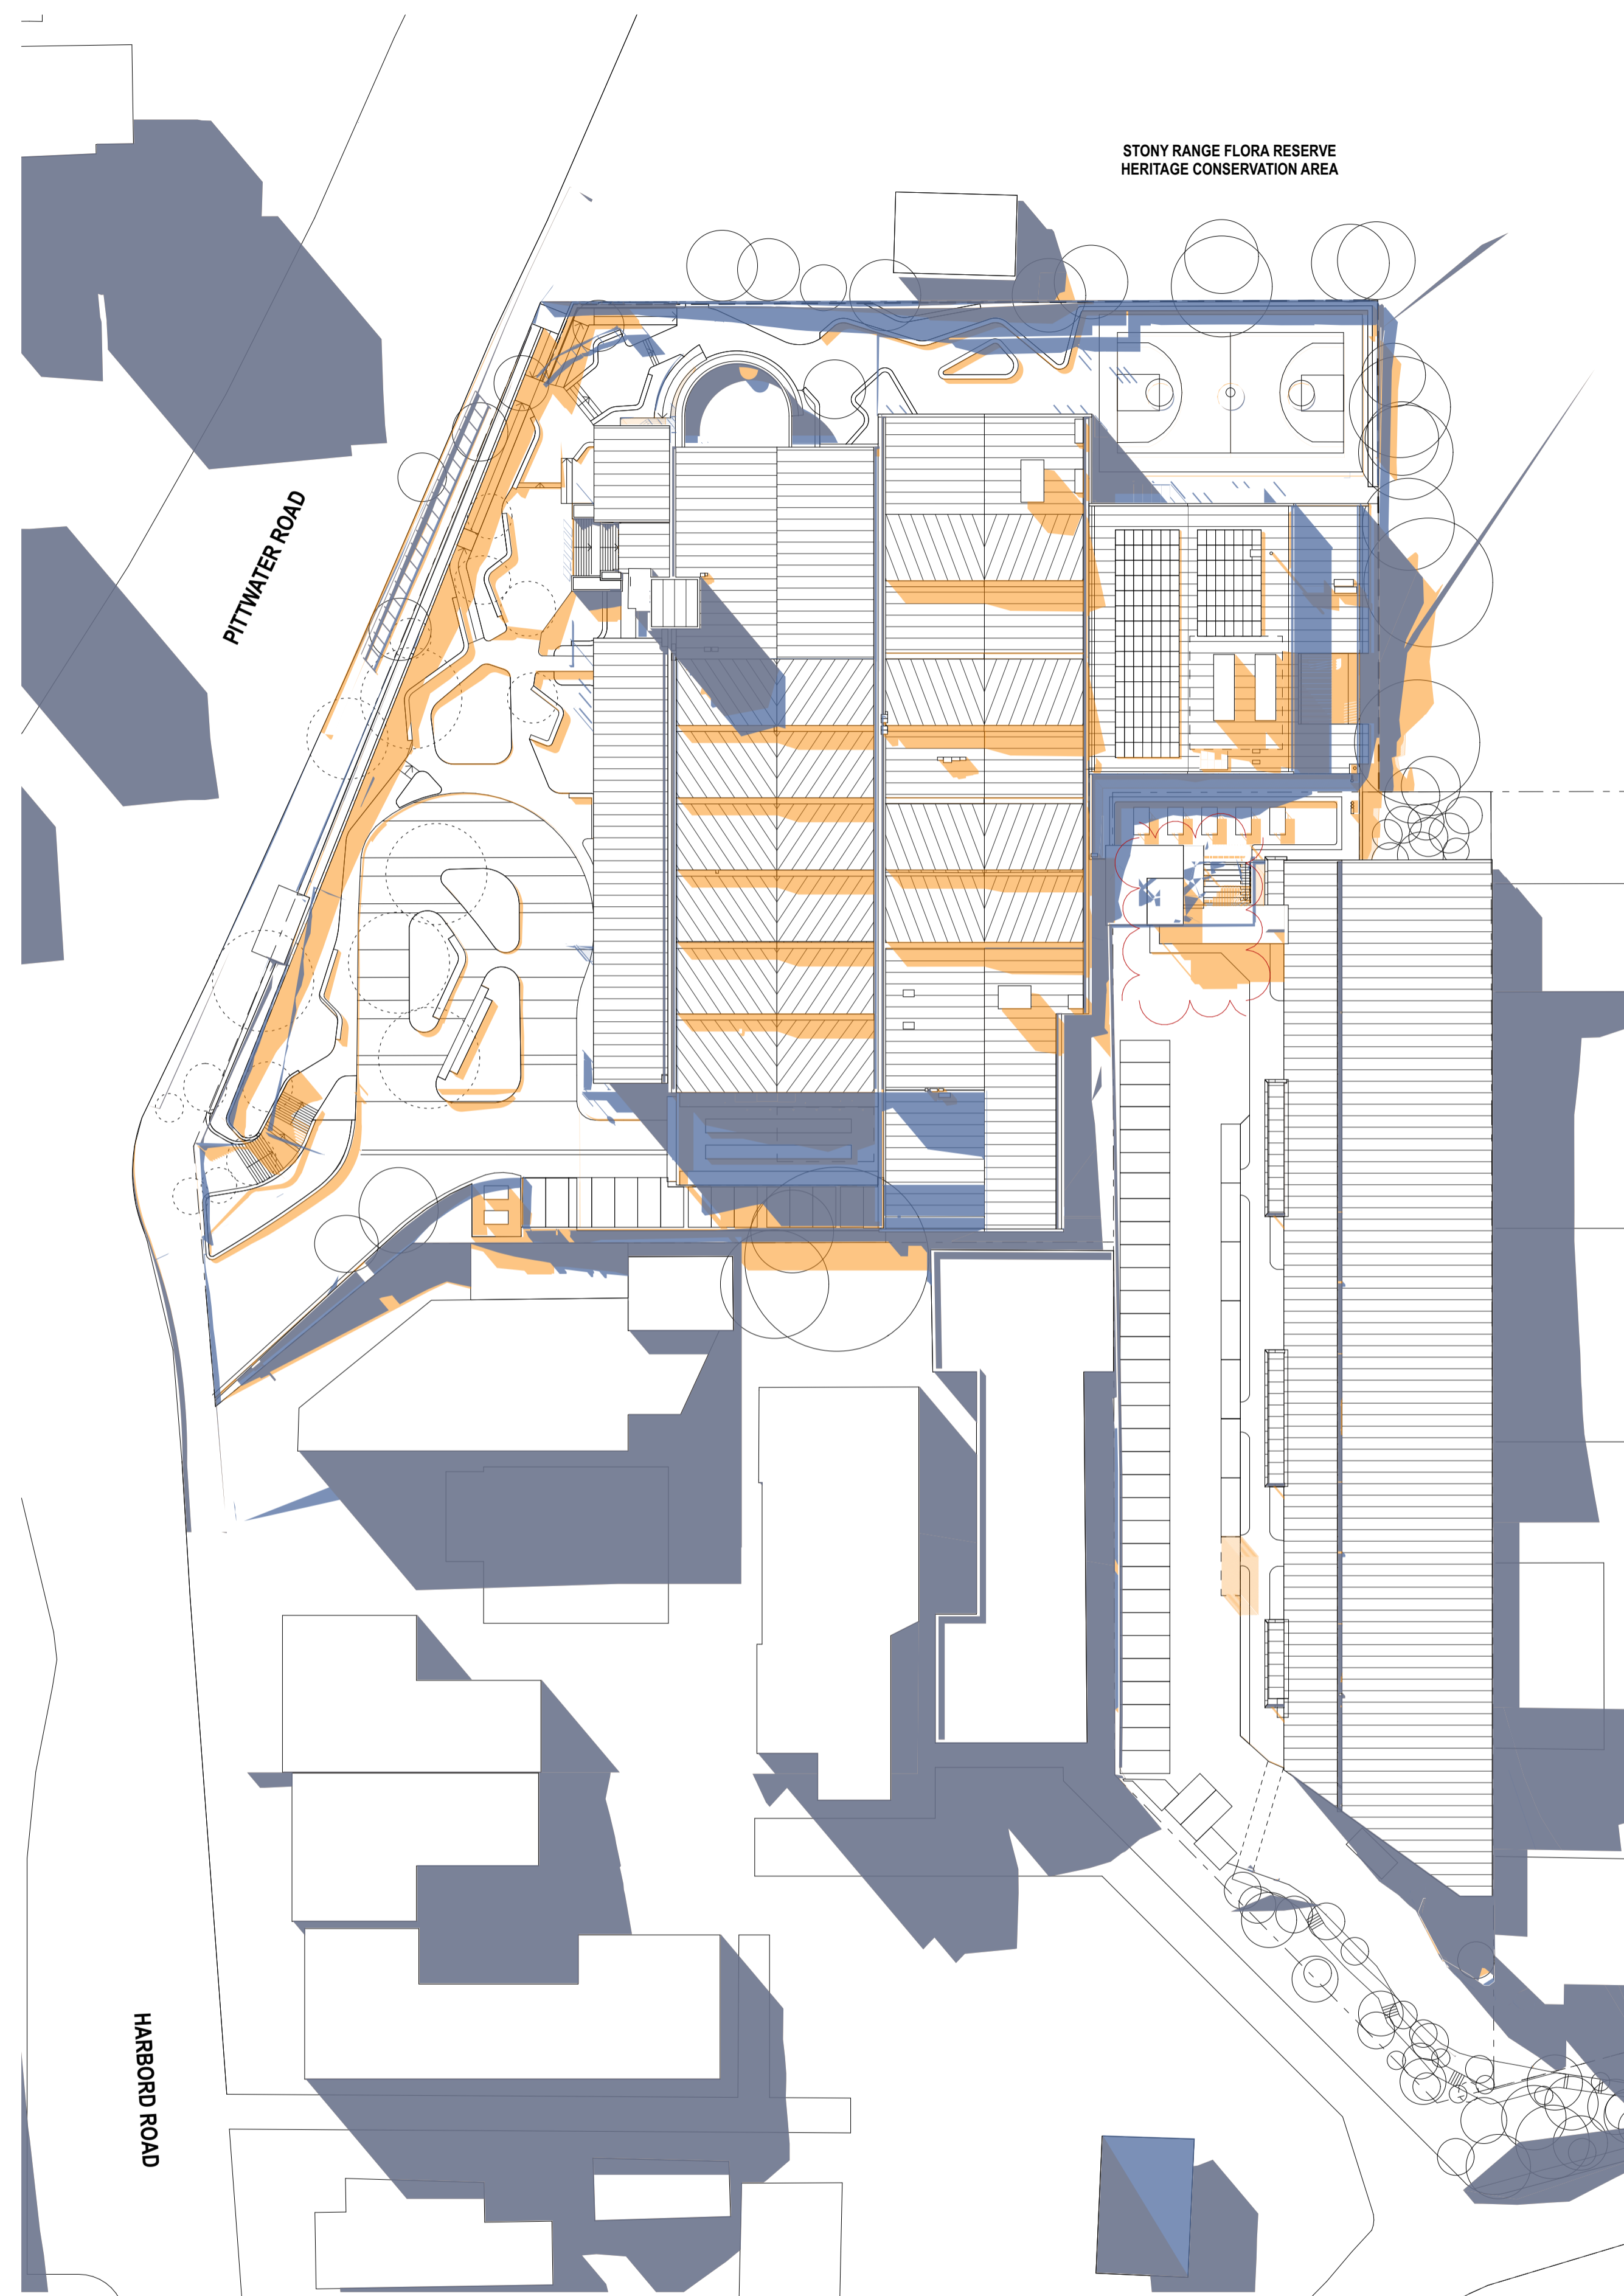 STONY RANGE FLORA RESERVE
HERITAGE CONSERVATION AREA
PITTWATER ROAD
HARBORD ROAD